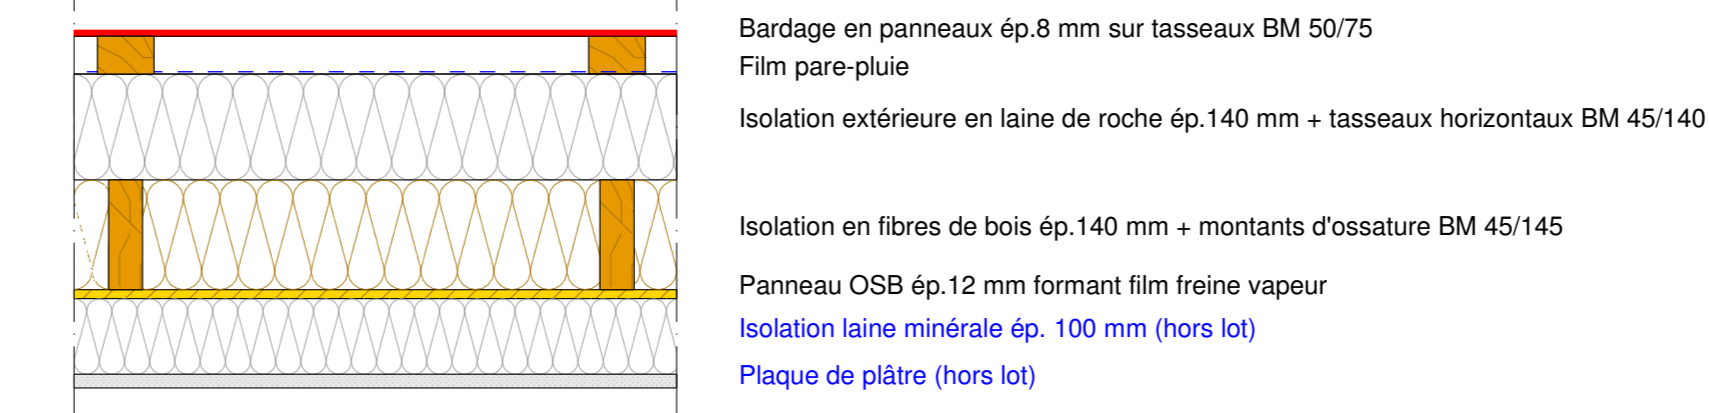 Bardage en panneaux ép.8 mm sur tasseaux BM 50/75
Film pare-pluie
Isolation extérieure en laine de roche ép.140 mm + tasseaux horizontaux BM 45/140
Isolation en fibres de bois ép.140 mm + montants d'ossature BM 45/145
Panneau OSB ép.12 mm formant film freine vapeur
Isolation laine minérale ép. 100 mm (hors lot)
Plaque de plâtre (hors lot)